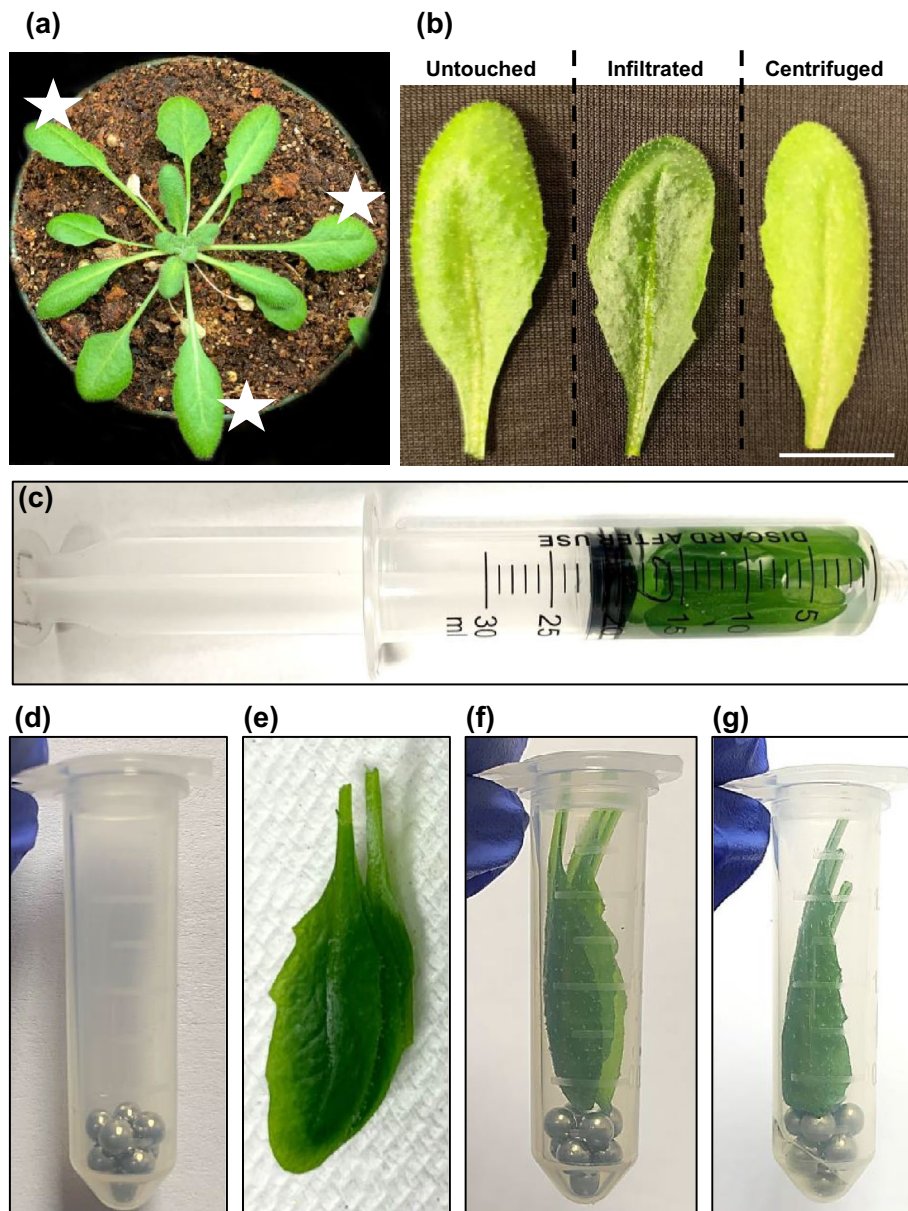 (a)
(b)
Untouched
Infiltrated
Centrifuged
(c)
DISCARD AFTER USE
ml 30 25 20 15 10 5
(d)
(e)
(f)
(g)